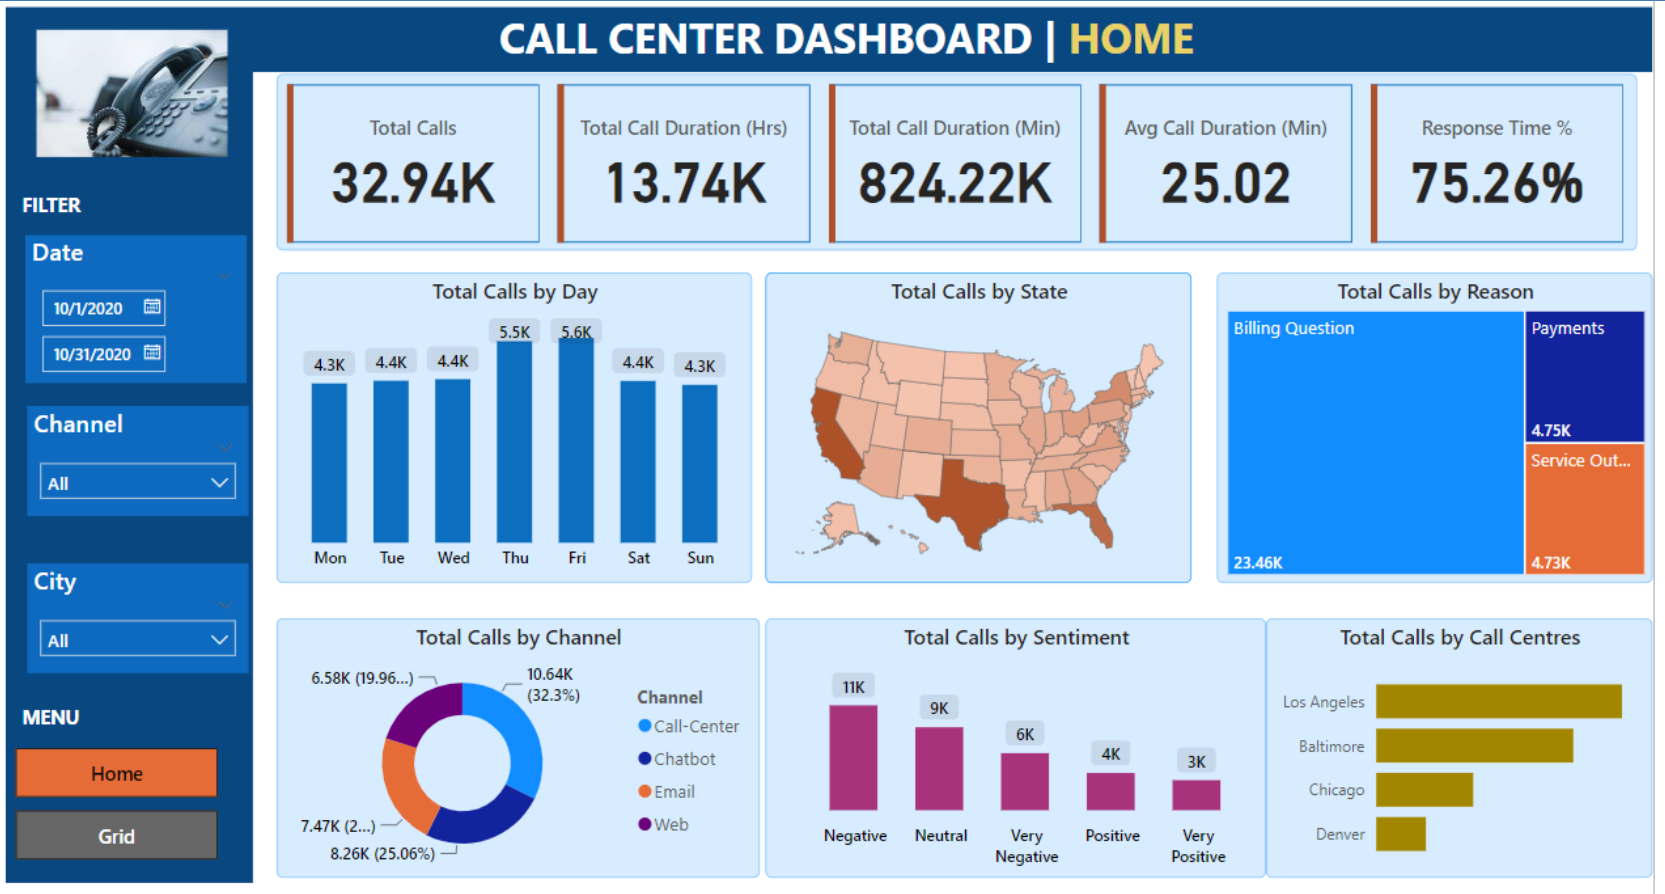 CALL CENTER DASHBOARD | HOME
FILTER
Date
10/1/2020
10/31/2020
Channel
All
City
All
MENU
Home
Grid
Total Calls
32.94K
Total Call Duration (Hrs)
13.74K
Total Call Duration (Min)
824.22K
Avg Call Duration (Min)
25.02
Response Time %
75.26%
Total Calls by Day
4.3K 4.4K 4.4K 5.5K 5.6K 4.4K 4.3K
Mon Tue Wed Thu Fri Sat Sun
Total Calls by State
Total Calls by Reason
Billing Question
23.46K
Payments
4.75K
Service Out...
4.73K
Total Calls by Channel
6.58K (19.96...)
10.64K
(32.3%)
7.47K (2...)
8.26K (25.06%)
Channel
Call-Center
Chatbot
Email
Web
Total Calls by Sentiment
11K 9K 6K 4K 3K
Negative
Neutral
Very
Negative
Positive
Very
Positive
Total Calls by Call Centres
Los Angeles
Baltimore
Chicago
Denver